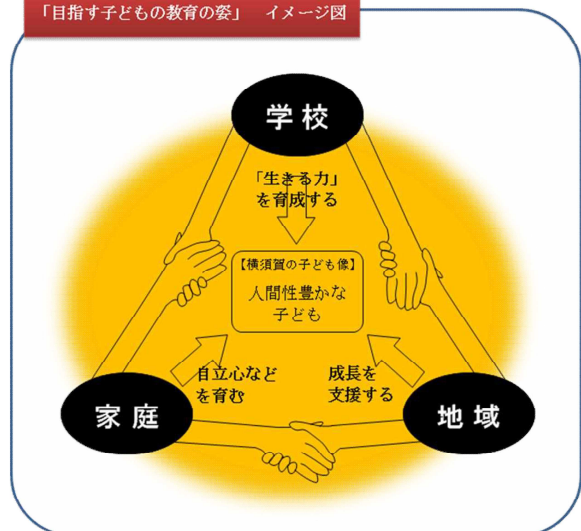 「目指す子どもの教育の姿」 イメージ図
学校
「生きる力」
を育成する
【横須賀の子ども像】
人間性豊かな
子ども
自立心など
を育む
成長を
支援する
家庭
地域